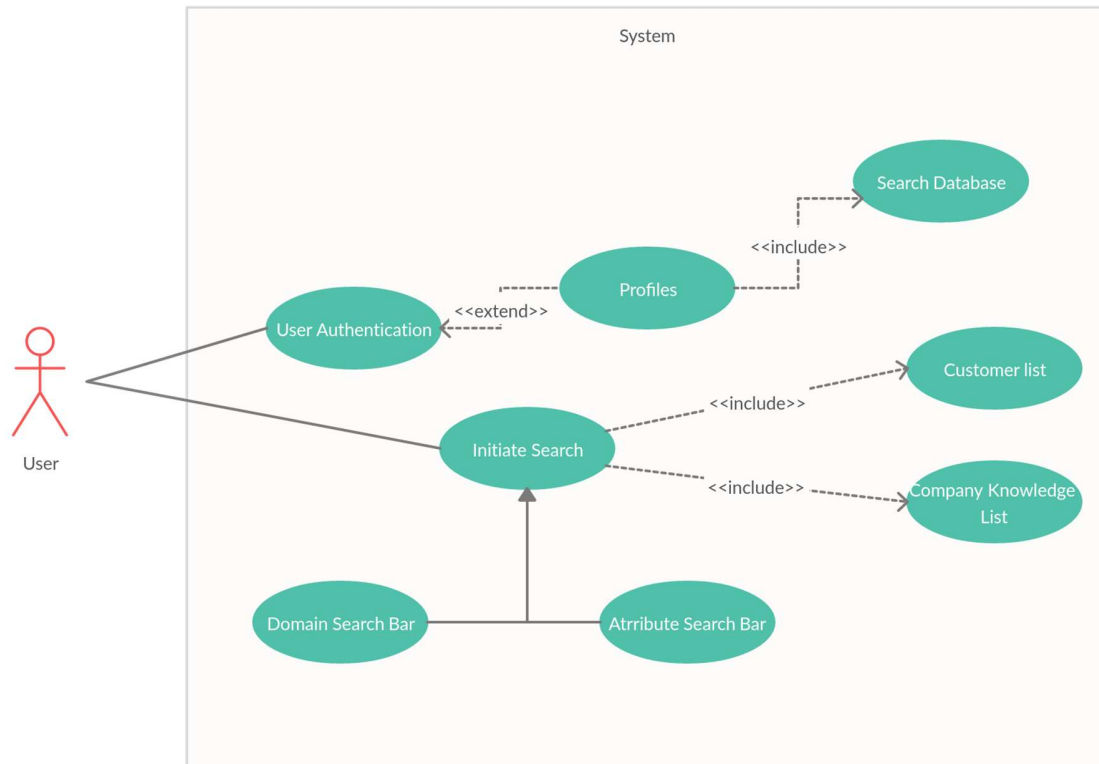 System
Search Database
<<include>>
Profiles
<<extend>>
User Authentication
Customer list
<<include>>
Initiate Search
User
<<include>>
Company Knowledge
List
Domain Search Bar
Atrribute Search Bar